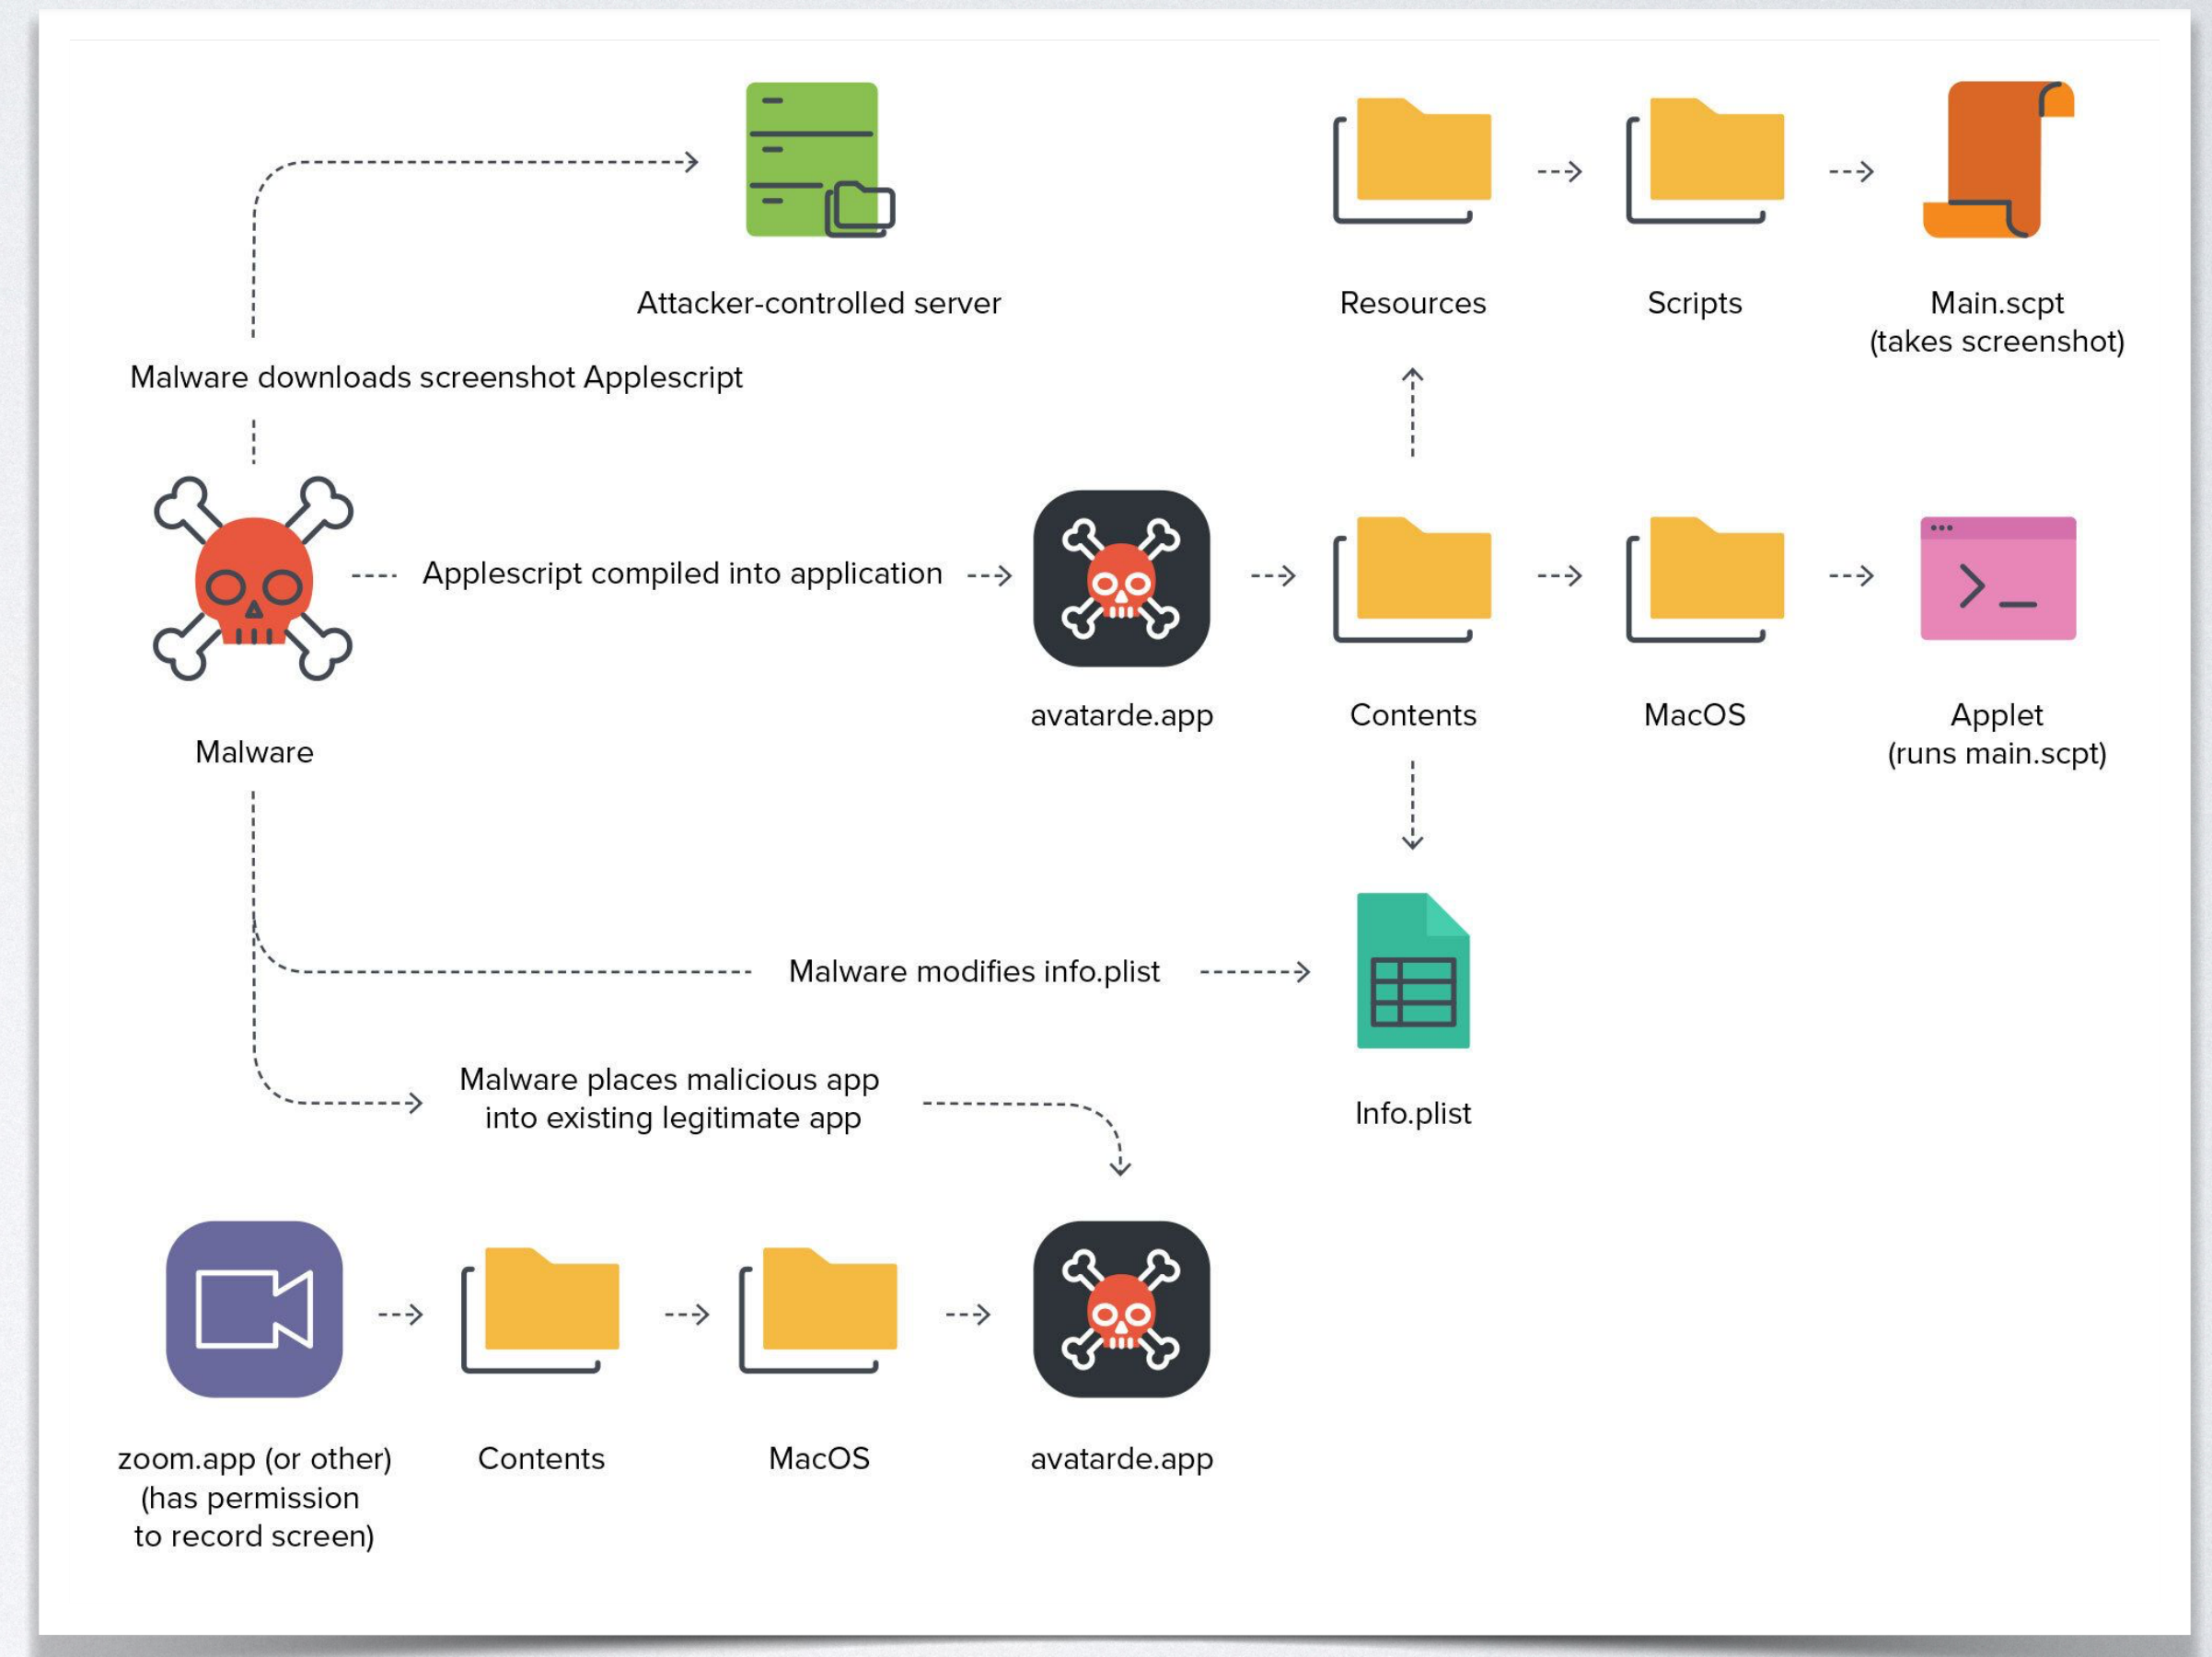 Attacker-controlled server
Resources
Scripts
Main.scpt
(takes screenshot)
Malware downloads screenshot Applescript
Applescript compiled into application
Malware
avatarde.app
Contents
MacOS
Applet
(runs main.scpt)
Malware modifies info.plist
Info.plist
Malware places malicious app
into existing legitimate app
zoom.app (or other)
(has permission
to record screen)
Contents
MacOS
avatarde.app